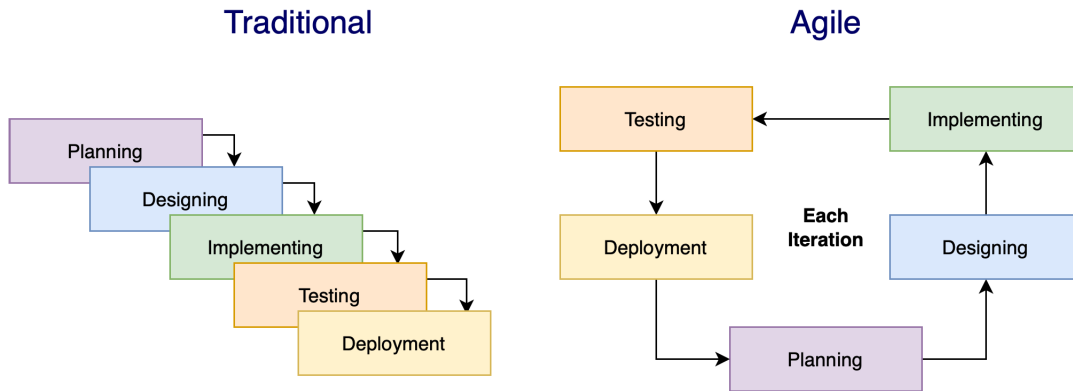 Traditional
Planning
Designing
Implementing
Testing
Deployment
Agile
Testing
Implementing
Deployment
Each
Iteration
Designing
Planning